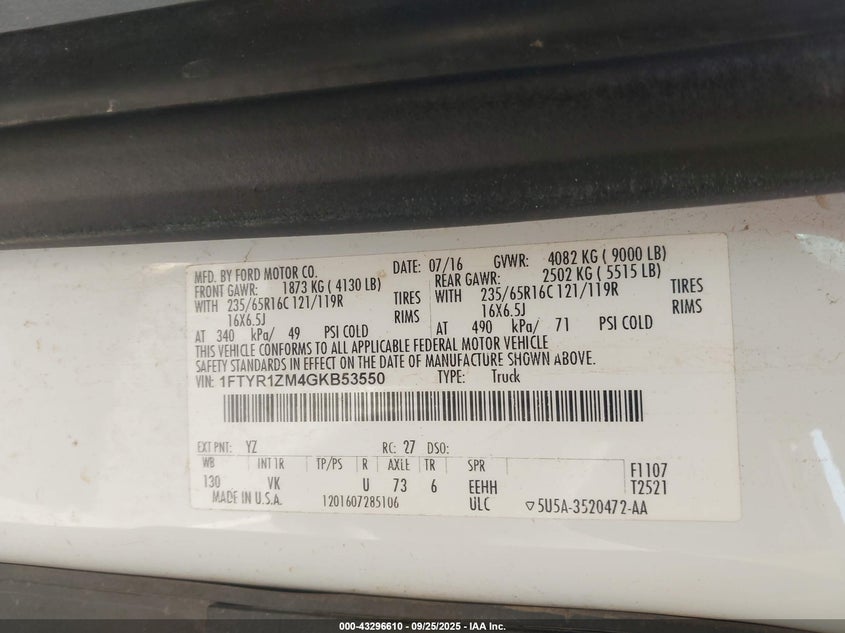 MFD. BY FORD MOTOR CO. DATE: 07/16 GVWR: 4082 KG ( 9000 LB)
FRONT GAWR: 1873 KG ( 4130 LB) REAR GAWR: 2502 KG ( 5515 LB)
WITH 235/65R16C 121/119R TIRES WITH 235/65R16C 121/119R TIRES
16X6.5J RIMS 16X6.5J RIMS
AT 340 kPa/ 49 PSI COLD AT 490 kPa/ 71 PSI COLD
THIS VEHICLE CONFORMS TO ALL APPLICABLE FEDERAL MOTOR VEHICLE
SAFETY STANDARDS IN EFFECT ON THE DATE OF MANUFACTURE SHOWN ABOVE.
VIN: 1FTYR1ZM4GKB53550 TYPE: Truck
EXT PNT: YZ RC: 27 DSO:
WB INT TR TP/PS R AXLE TR SPR F1107
130 VK U 73 6 EEHH T2521
MADE IN U.S.A. 1201607285106 ULC ▽5U5A-3520472-AA
000-43296610 - 09/25/2025 - IAA Inc.